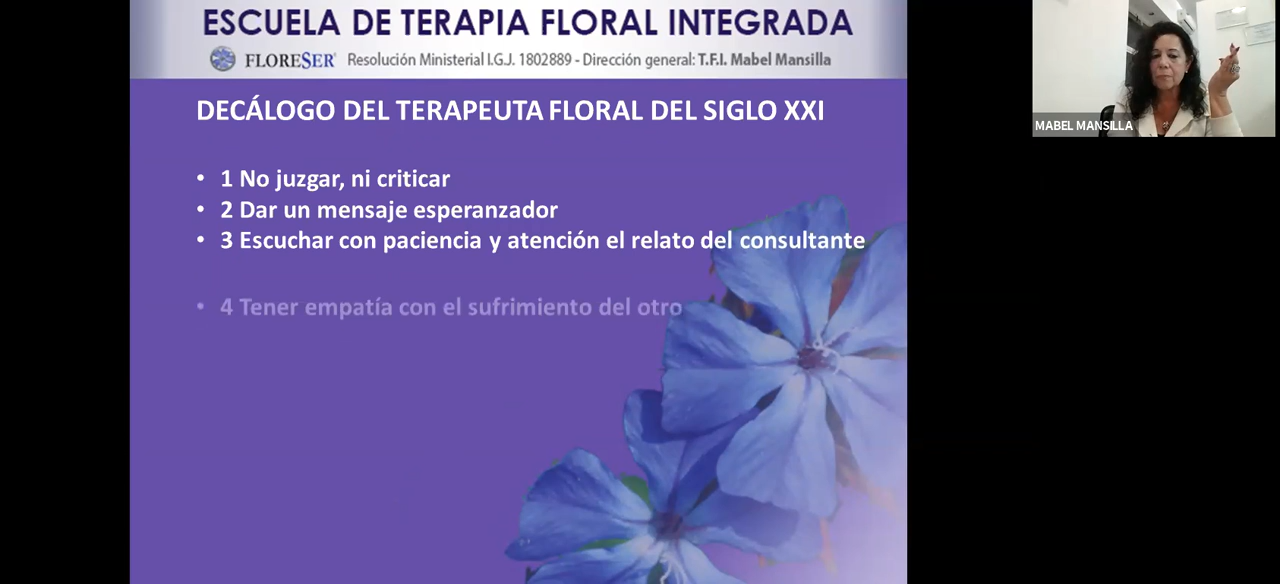 ESCUELA DE TERAPIA FLORAL INTEGRADA
FLORESER Resolución Ministerial I.G.J. 1802889 - Dirección general: T.F.I. Mabel Mansilla
DECÁLOGO DEL TERAPEUTA FLORAL DEL SIGLO XXI
• 1 No juzgar, ni criticar
• 2 Dar un mensaje esperanzador
• 3 Escuchar con paciencia y atención el relato del consultante
• 4 Tener empatía con el sufrimiento del otro
MABEL MANSILLA